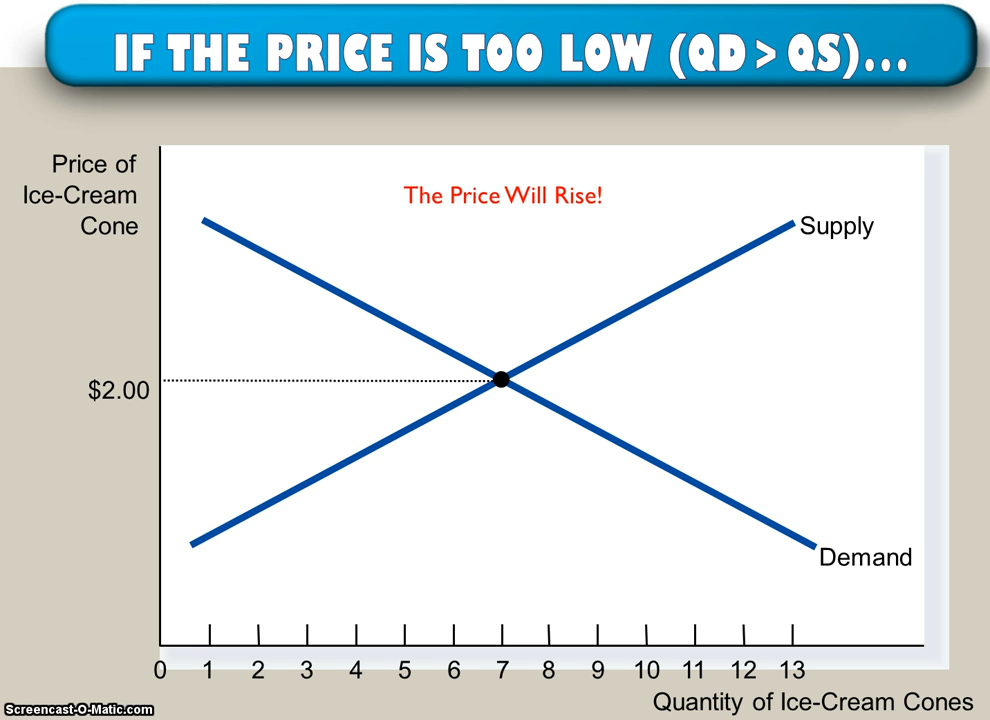 IF THE PRICE IS TOO LOW (QD > QS)...
Price of
Ice-Cream
Cone
The Price Will Rise!
Supply
$2.00
Demand
0 1 2 3 4 5 6 7 8 9 10 11 12 13
Quantity of Ice-Cream Cones
Screencast-O-Matic.com